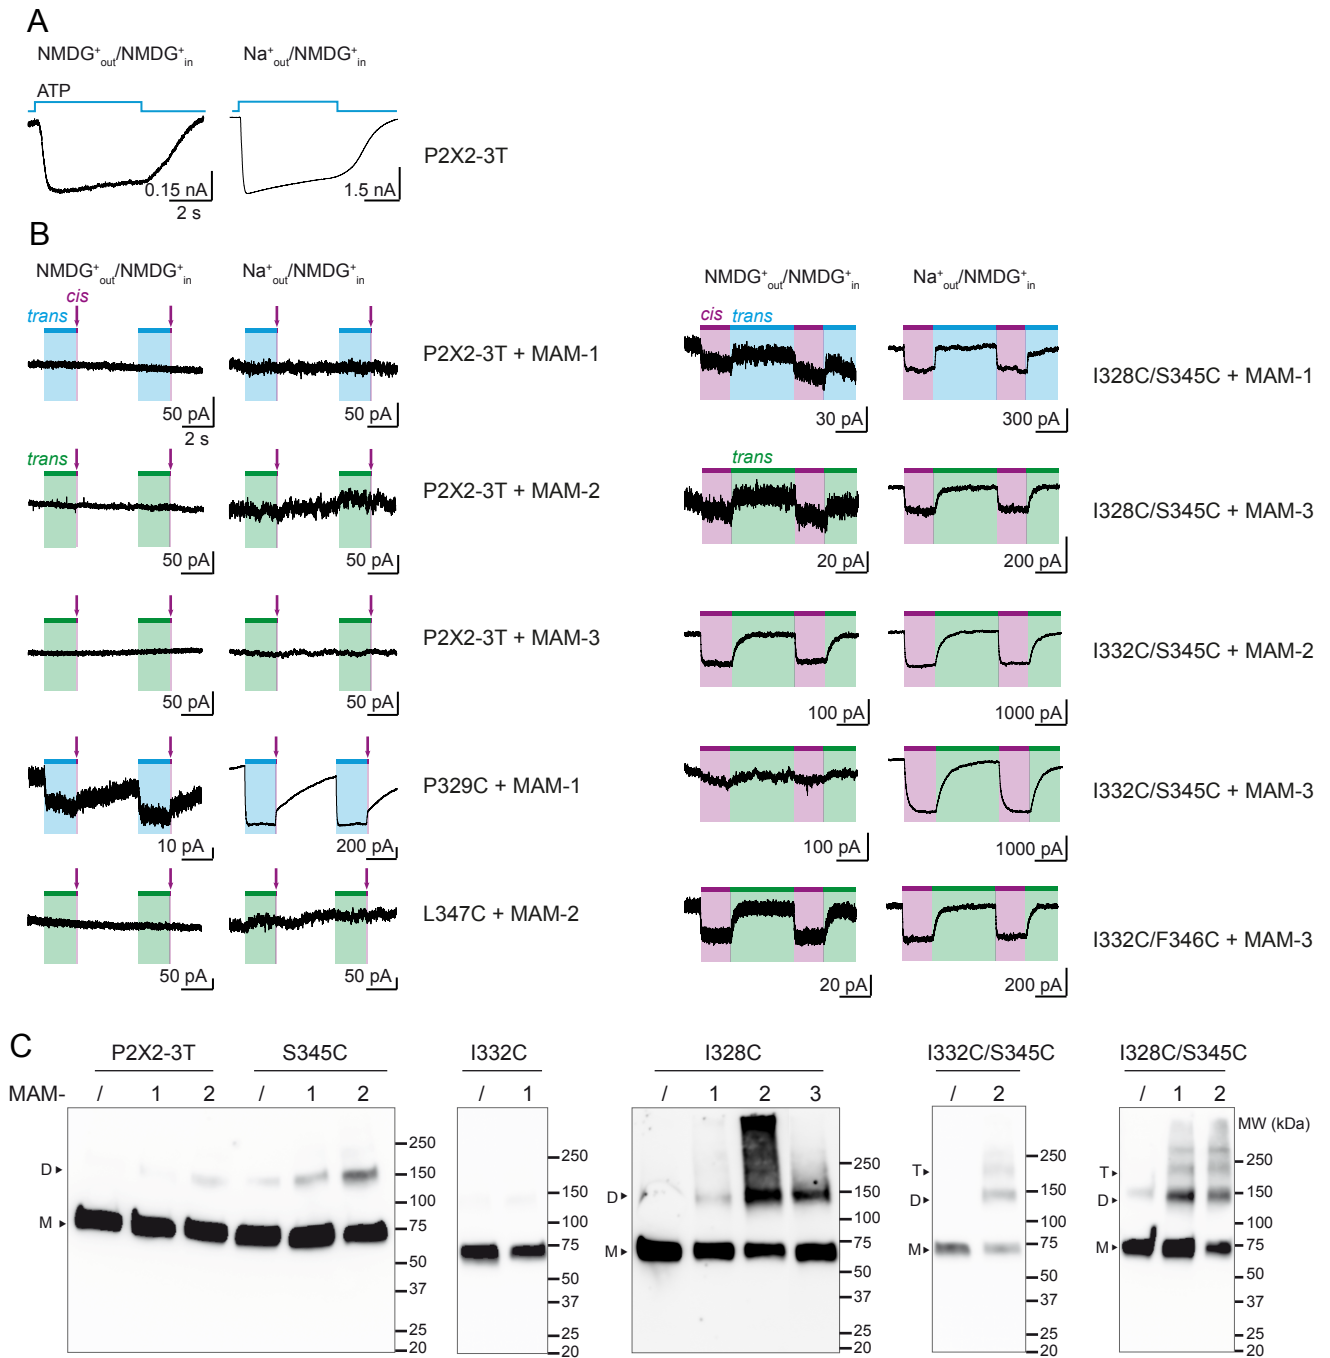 A
NMDG⁺out/NMDG⁺in
Na⁺out/NMDG⁺in
ATP
0.15 nA
2 s
1.5 nA
P2X2-3T
B
NMDG⁺out/NMDG⁺in
Na⁺out/NMDG⁺in
trans
cis
50 pA
2 s
50 pA
P2X2-3T + MAM-1
trans
50 pA
50 pA
P2X2-3T + MAM-2
50 pA
50 pA
P2X2-3T + MAM-3
10 pA
200 pA
P329C + MAM-1
50 pA
50 pA
L347C + MAM-2
NMDG⁺out/NMDG⁺in
Na⁺out/NMDG⁺in
cis trans
30 pA
300 pA
I328C/S345C + MAM-1
trans
20 pA
200 pA
I328C/S345C + MAM-3
100 pA
1000 pA
I332C/S345C + MAM-2
100 pA
1000 pA
I332C/S345C + MAM-3
20 pA
200 pA
I332C/F346C + MAM-3
C
P2X2-3T S345C
MAM- / 1 2 / 1 2
D
M
250
150
100
75
50
37
25
20
I332C
/ 1
250
150
100
75
50
37
25
20
I328C
/ 1 2 3
D
M
250
150
100
75
50
37
25
20
I332C/S345C
/ 2
T
D
M
250
150
100
75
50
37
25
20
I328C/S345C
/ 1 2
MW (kDa)
T
D
M
250
150
100
75
50
37
25
20